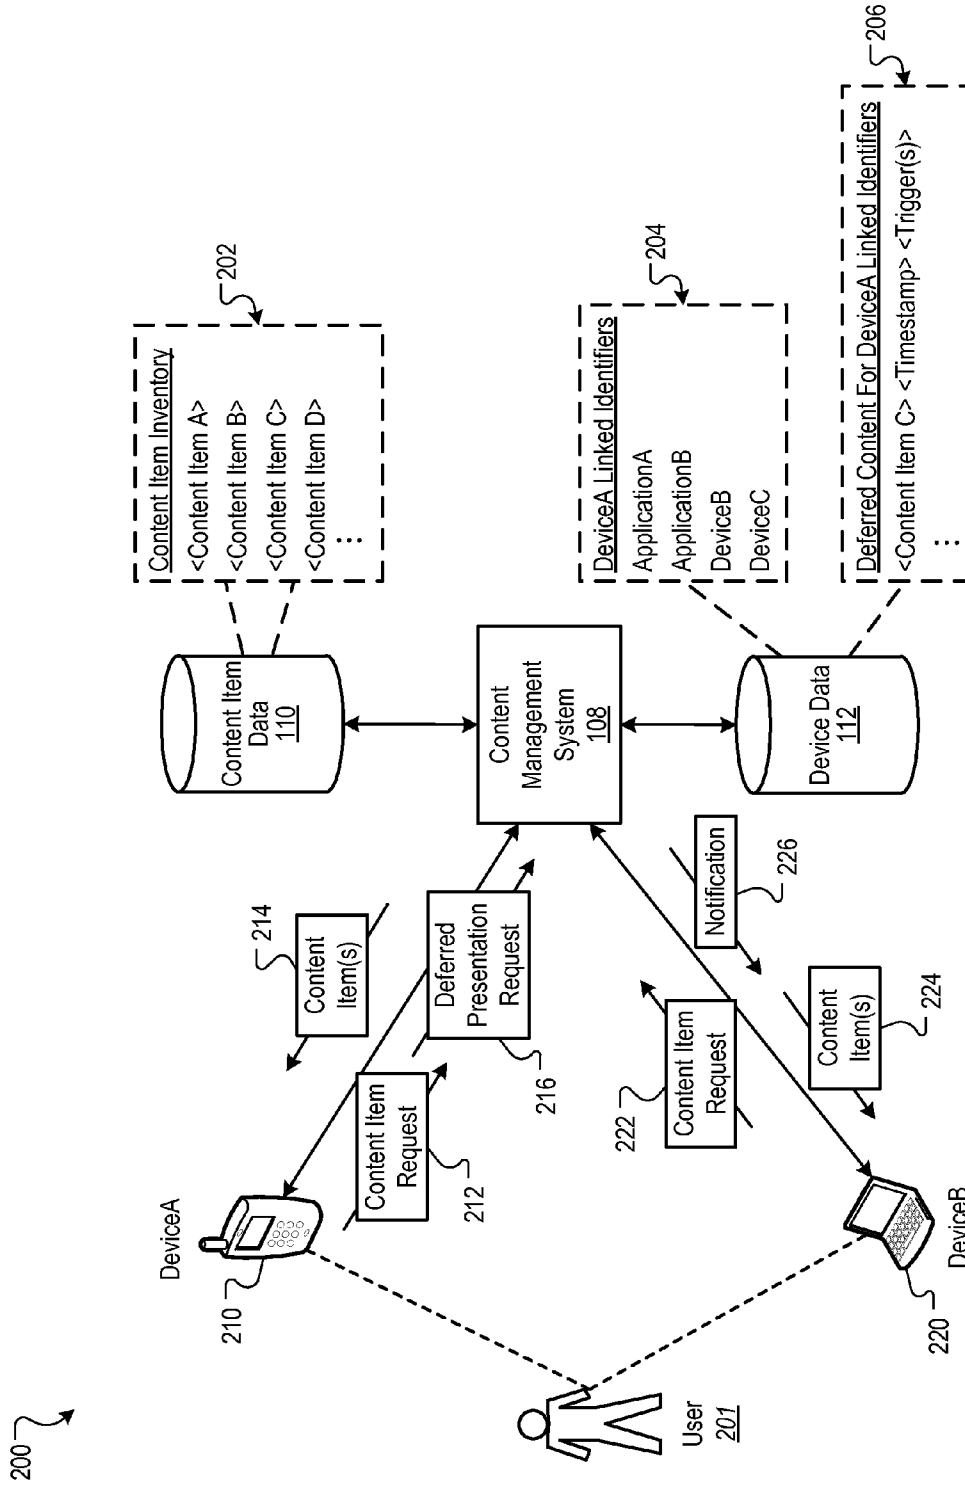 200
User
201
DeviceA
210
DeviceB
220
Content Item
Request
212
Content
Item(s)
214
Deferred
Presentation
Request
216
Content Item
Request
222
Content
Item(s)
224
Notification
226
Content
Management
System
108
Content Item
Data
110
Device Data
112
Content Item Inventory
<Content Item A>
<Content Item B>
<Content Item C>
<Content Item D>
...
202
DeviceA Linked Identifiers
ApplicationA
ApplicationB
DeviceB
DeviceC
204
Deferred Content For DeviceA Linked Identifiers
<Content Item C> <Timestamp> <Trigger(s)>
...
206